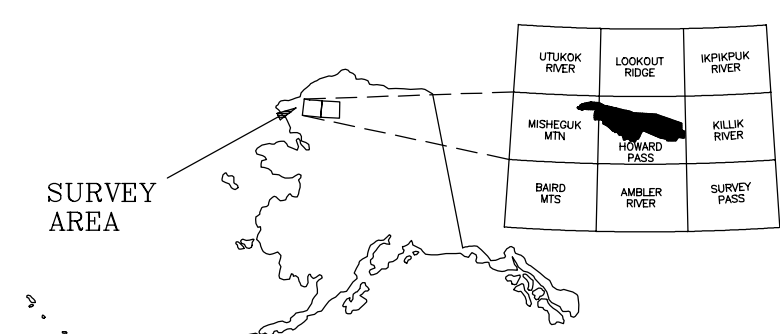 UTUKOK
RIVER
LOOKOUT
RIDGE
IKPIKPUK
RIVER
MISHEGUK
MTN
HOWARD
PASS
KILLIK
RIVER
BAIRD
MTS
AMBLER
RIVER
SURVEY
PASS
SURVEY
AREA